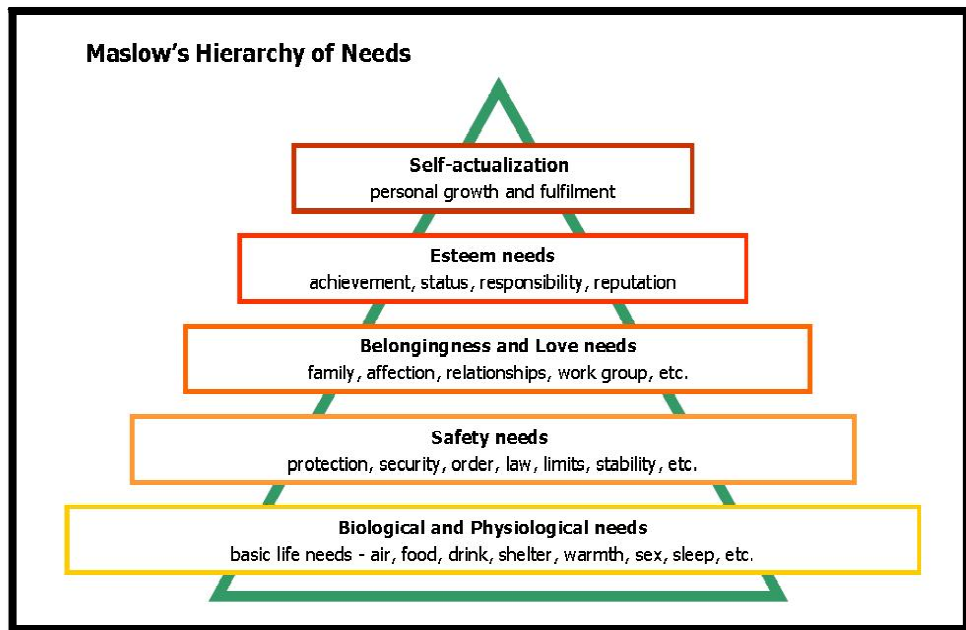 Maslow’s Hierarchy of Needs
Self-actualization
personal growth and fulfilment
Esteem needs
achievement, status, responsibility, reputation
Belongingness and Love needs
family, affection, relationships, work group, etc.
Safety needs
protection, security, order, law, limits, stability, etc.
Biological and Physiological needs
basic life needs - air, food, drink, shelter, warmth, sex, sleep, etc.